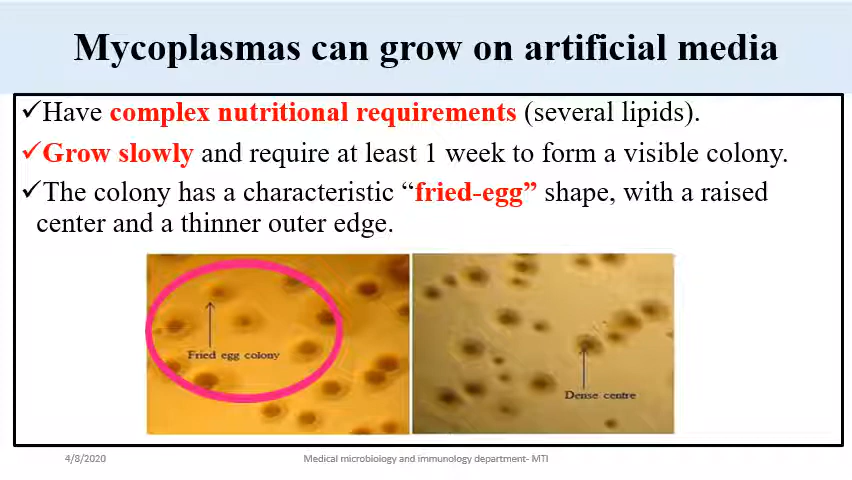 Mycoplasmas can grow on artificial media
✓Have complex nutritional requirements (several lipids).
✓Grow slowly and require at least 1 week to form a visible colony.
✓The colony has a characteristic “fried-egg” shape, with a raised
center and a thinner outer edge.
Fried egg colony
Dense centre
4/8/2020
Medical microbiology and immunology department- MTI